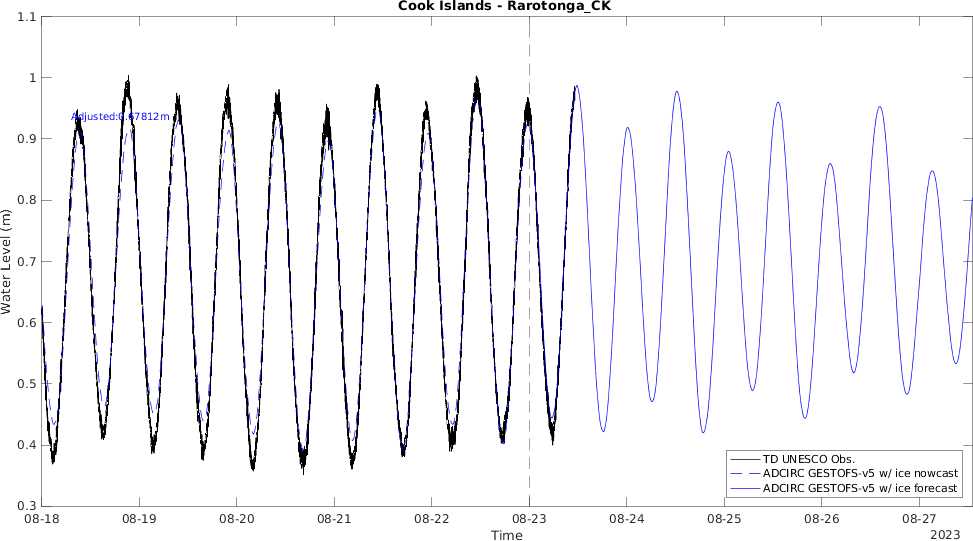 Cook Islands - Rarotonga_CK
1.1
1
0.9
0.8
0.7
0.6
0.5
0.4
0.3
Water Level (m)
Adjusted:0.67812m
TD UNESCO Obs.
ADCIRC GESTOFS-v5 w/ ice nowcast
ADCIRC GESTOFS-v5 w/ ice forecast
08-18 08-19 08-20 08-21 08-22 08-23 08-24 08-25 08-26 08-27
Time
2023